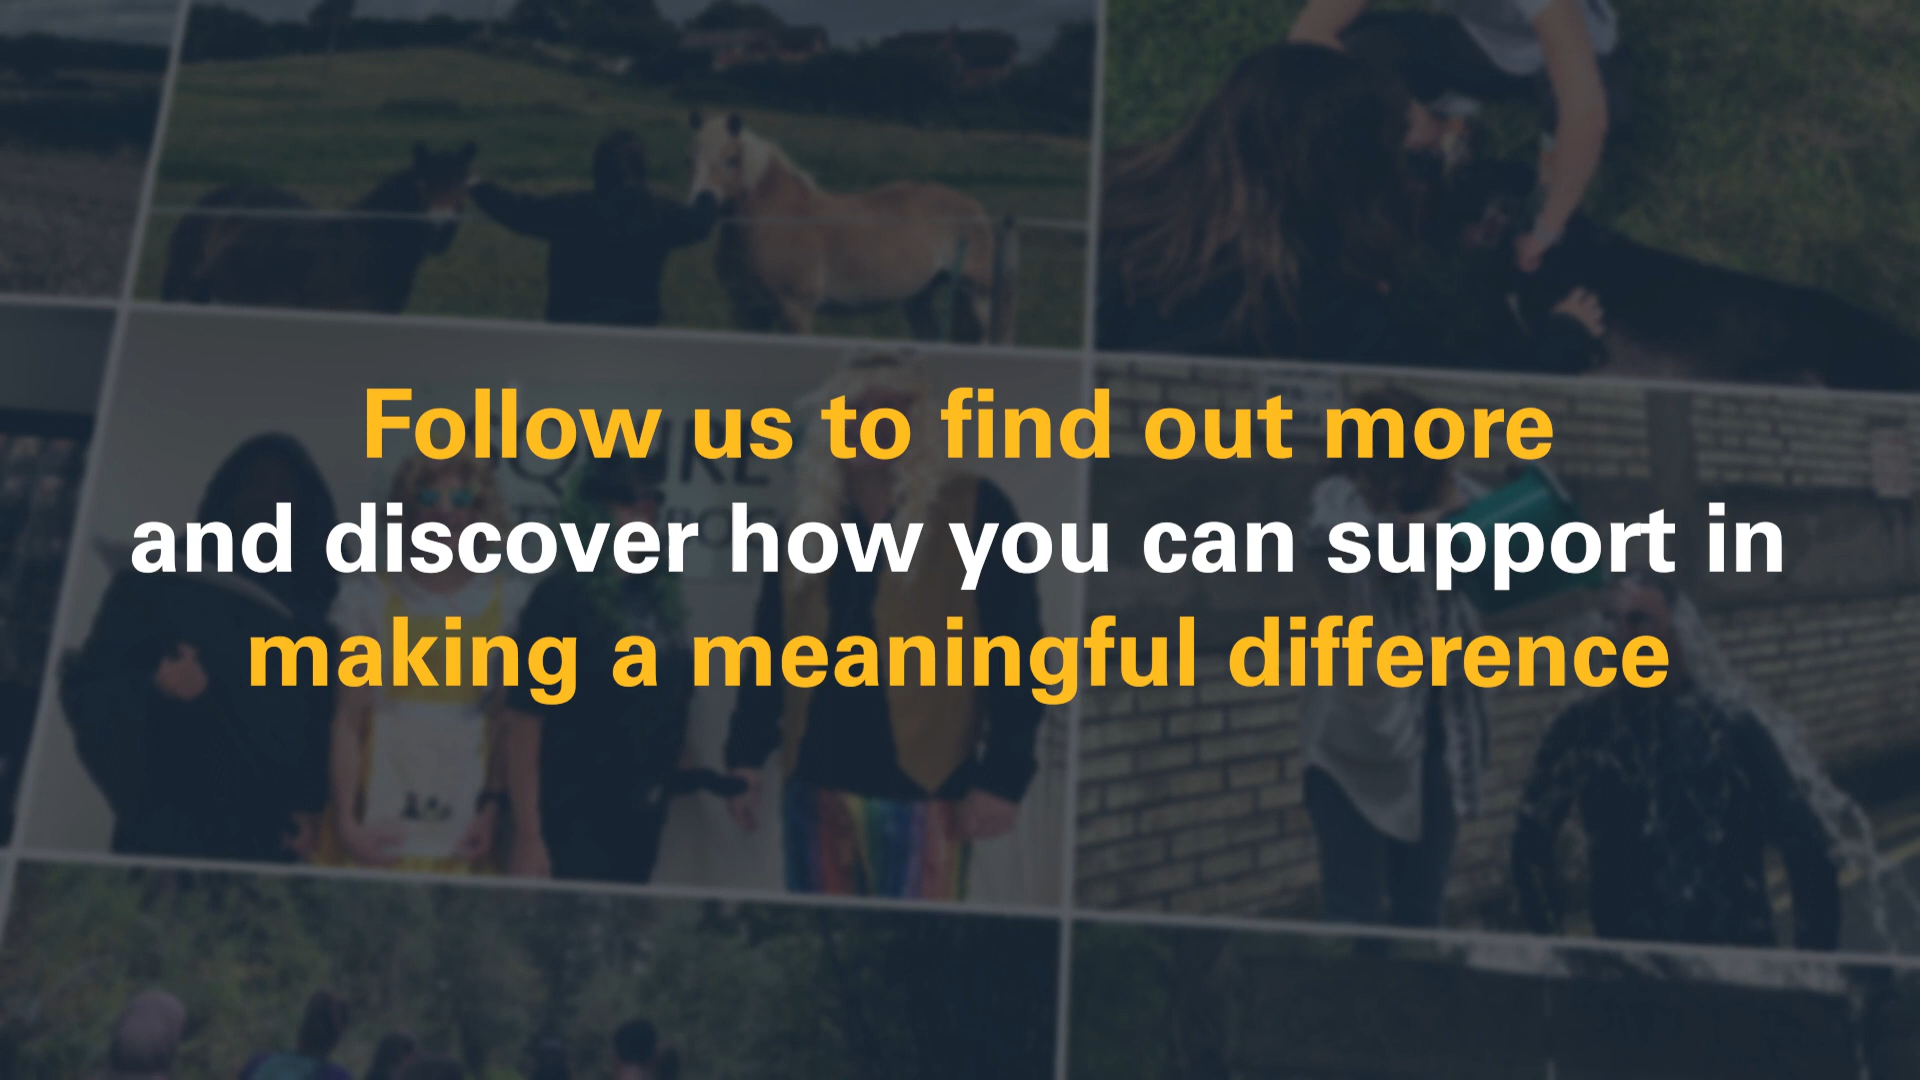 Follow us to find out more
and discover how you can support in
making a meaningful difference